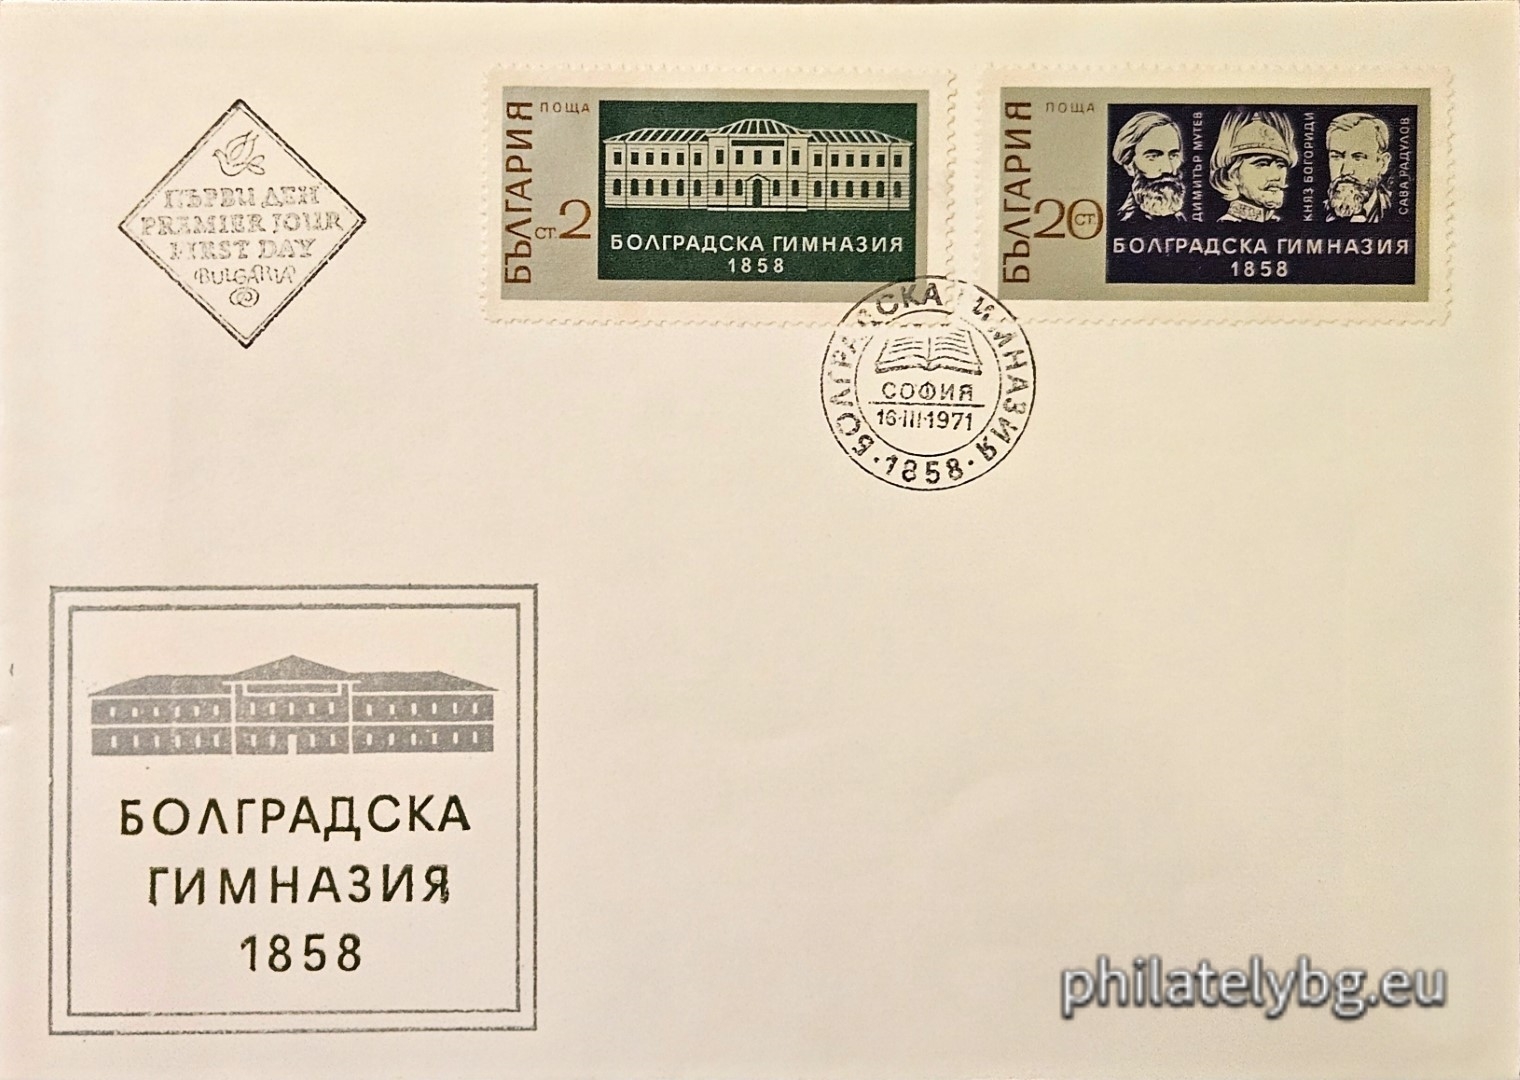 ПЪРВИ ДЕН
PREMIER JOUR
FIRST DAY
BULGARIA
БЪЛГАРИЯ
ПОЩА
СТ. 2
БОЛГРАДСКА ГИМНАЗИЯ
1858
БЪЛГАРИЯ
ПОЩА
20 СТ.
ДИМИТЪР МУТЕВ
КНЯЗ БОГОРИДИ
САВА РАДУЛОВ
БОЛГРАДСКА ГИМНАЗИЯ
1858
БОЛГРАДСКА ГИМНАЗИЯ
СОФИЯ
16·III·1971
· 1858 ·
БОЛГРАДСКА
ГИМНАЗИЯ
1858
philatelybg.eu